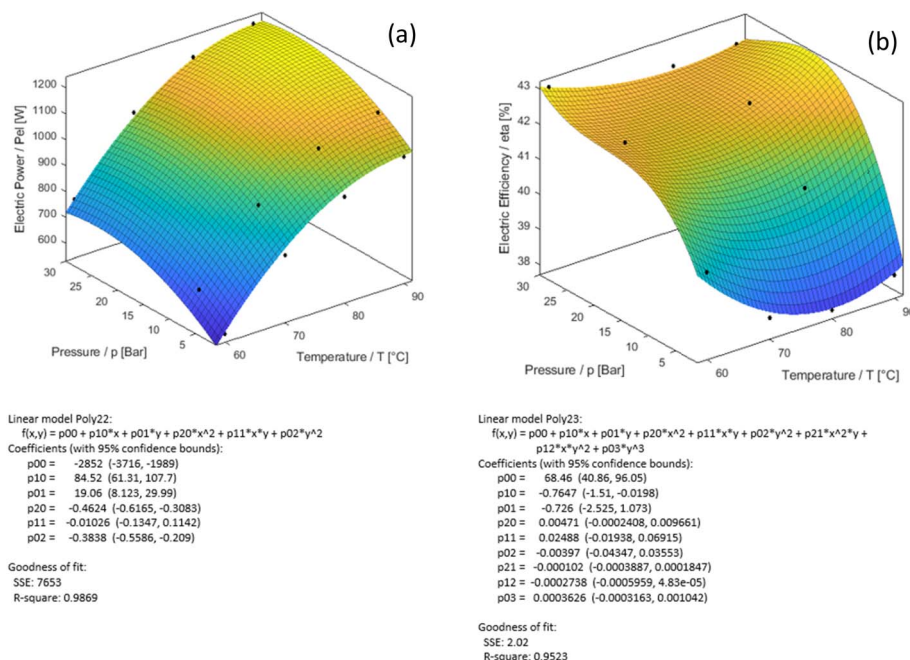 (a)
Electric Power / Pel [W]
1200
1100
1000
900
800
700
600
30
25
20
15
10
5
Pressure / p [Bar]
60
70
80
90
Temperature / T [°C]
(b)
Electric Efficiency / eta [%]
43
42
41
40
39
38
30
25
20
15
10
5
Pressure / p [Bar]
60
70
80
90
Temperature / T [°C]
Linear model Poly22:
f(x,y) = p00 + p10*x + p01*y + p20*x^2 + p11*x*y + p02*y^2
Coefficients (with 95% confidence bounds):
p00 = -2852 (-3716, -1989)
p10 = 84.52 (61.31, 107.7)
p01 = 19.06 (8.123, 29.99)
p20 = -0.4624 (-0.6165, -0.3083)
p11 = -0.01026 (-0.1347, 0.1142)
p02 = -0.3838 (-0.5586, -0.209)
Goodness of fit:
SSE: 7653
R-square: 0.9869
Linear model Poly23:
f(x,y) = p00 + p10*x + p01*y + p20*x^2 + p11*x*y + p02*y^2 + p21*x^2*y +
p12*x*y^2 + p03*y^3
Coefficients (with 95% confidence bounds):
p00 = 68.46 (40.86, 96.05)
p10 = -0.7647 (-1.51, -0.0198)
p01 = -0.726 (-2.525, 1.073)
p20 = 0.00471 (-0.0002408, 0.009661)
p11 = 0.02488 (-0.01938, 0.06915)
p02 = -0.00397 (-0.04347, 0.03553)
p21 = -0.000102 (-0.0003887, 0.0001847)
p12 = -0.0002738 (-0.0005959, 4.83e-05)
p03 = 0.0003626 (-0.0003163, 0.001042)
Goodness of fit:
SSE: 2.02
R-square: 0.9523